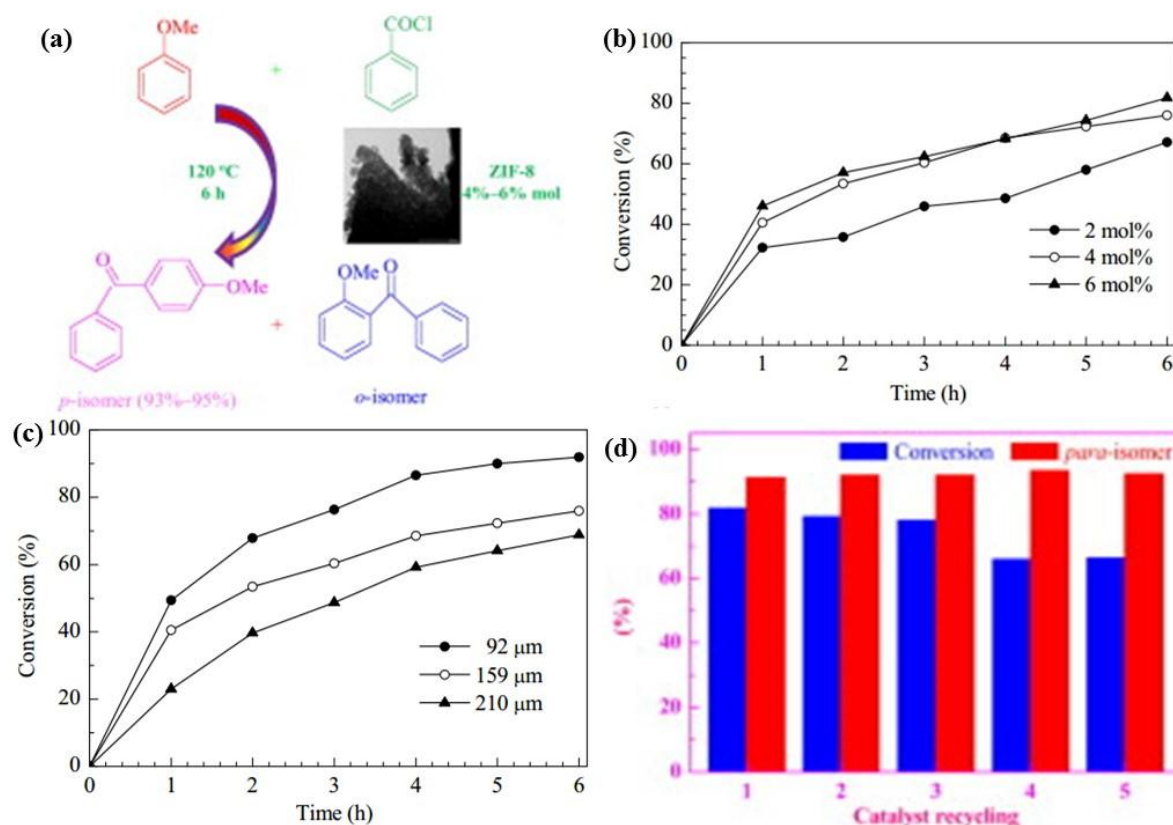 (a)
OMe
+
COCl
120 °C
6 h
ZIF-8
4%–6% mol
O
OMe
p-isomer (93%–95%)
+
OMe O
o-isomer
(b)
Conversion (%)
100
80
60
40
20
0
2 mol%
4 mol%
6 mol%
0 1 2 3 4 5 6
Time (h)
(c)
Conversion (%)
100
80
60
40
20
0
92 μm
159 μm
210 μm
0 1 2 3 4 5 6
Time (h)
(d)
(%)
100
80
60
40
20
0
Conversion para-isomer
1 2 3 4 5
Catalyst recycling